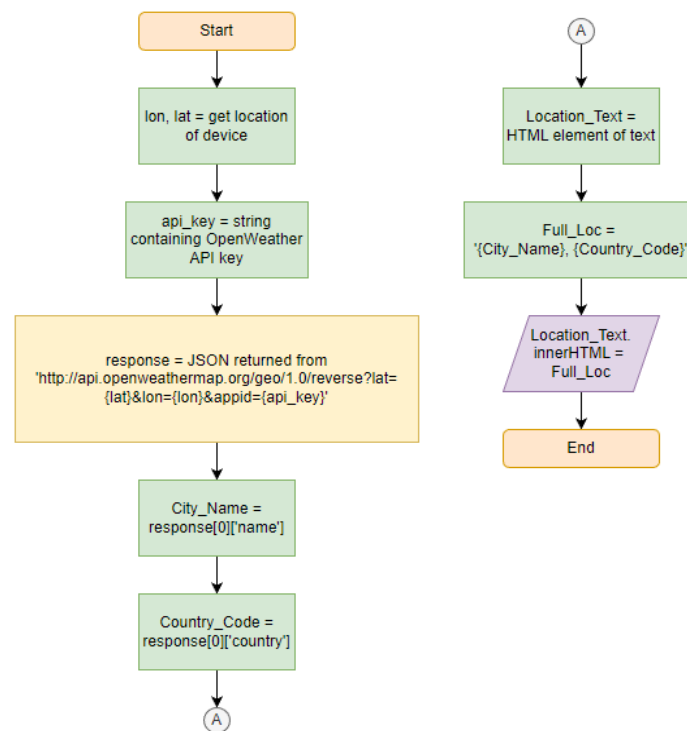 Start
lon, lat = get location
of device
api_key = string
containing OpenWeather
API key
response = JSON returned from
'http://api.openweathermap.org/geo/1.0/reverse?lat=
{lat}&lon={lon}&appid={api_key}'
City_Name =
response[0]['name']
Country_Code =
response[0]['country']
A
A
Location_Text =
HTML element of text
Full_Loc =
'{City_Name}, {Country_Code}'
Location_Text.
innerHTML =
Full_Loc
End